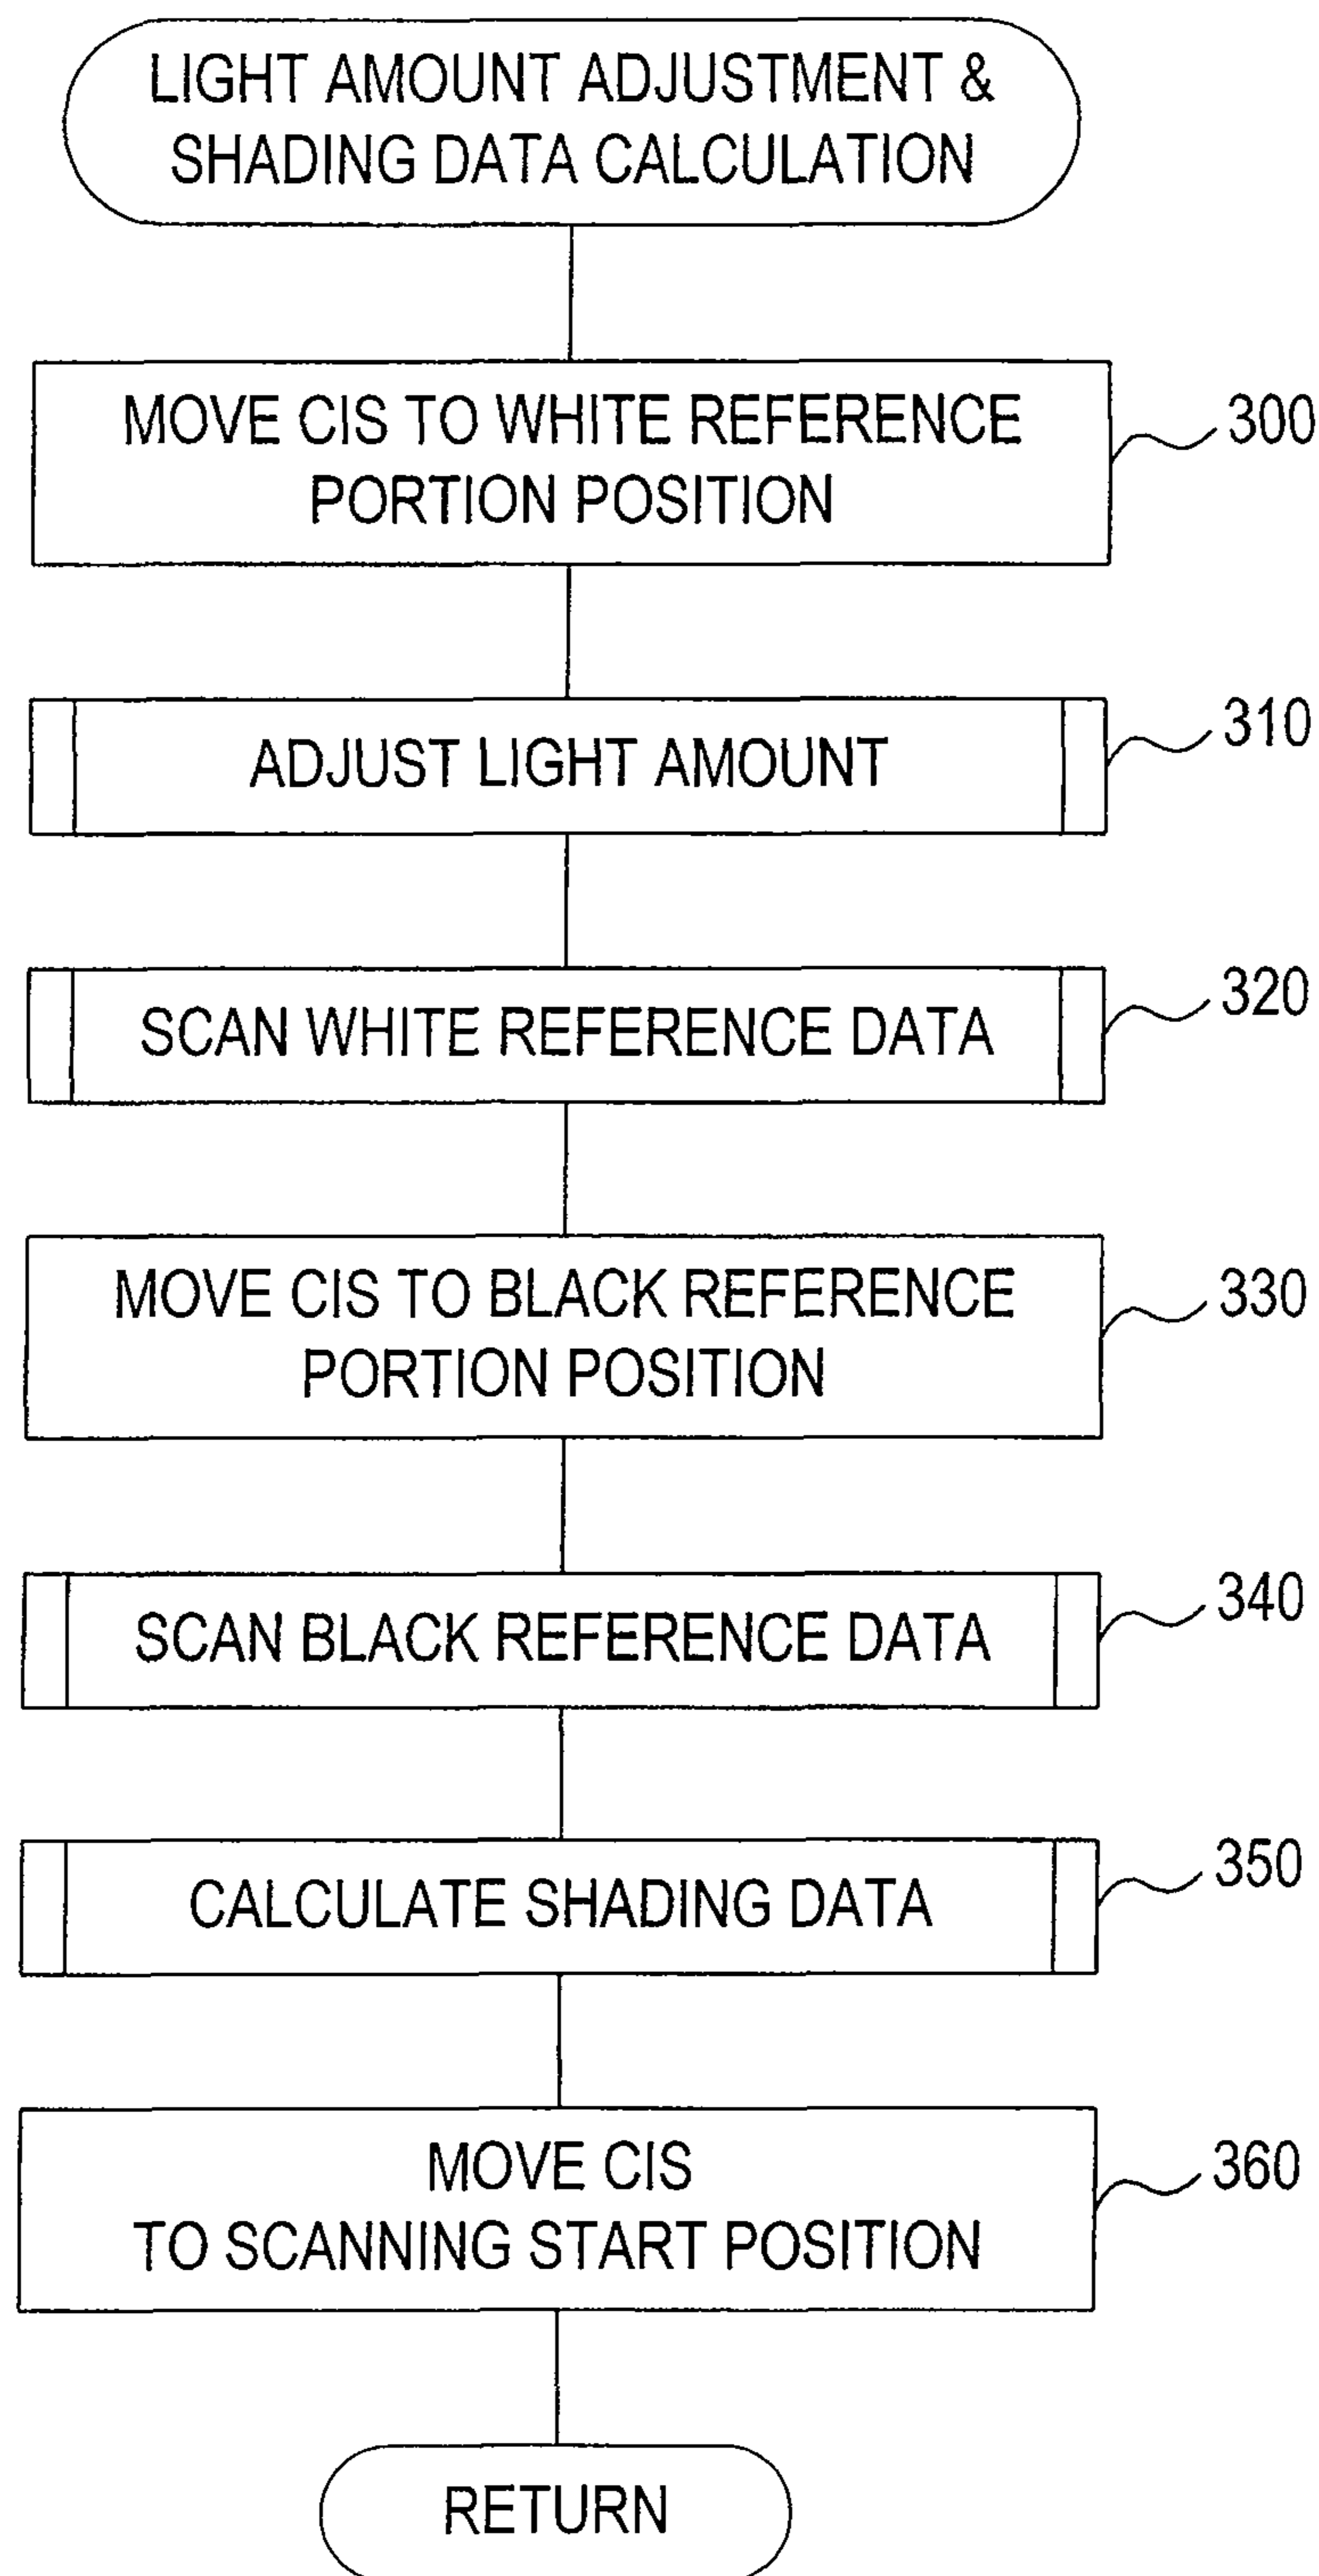 LIGHT AMOUNT ADJUSTMENT &
SHADING DATA CALCULATION
MOVE CIS TO WHITE REFERENCE
PORTION POSITION
300
ADJUST LIGHT AMOUNT
310
SCAN WHITE REFERENCE DATA
320
MOVE CIS TO BLACK REFERENCE
PORTION POSITION
330
SCAN BLACK REFERENCE DATA
340
CALCULATE SHADING DATA
350
MOVE CIS
TO SCANNING START POSITION
360
RETURN